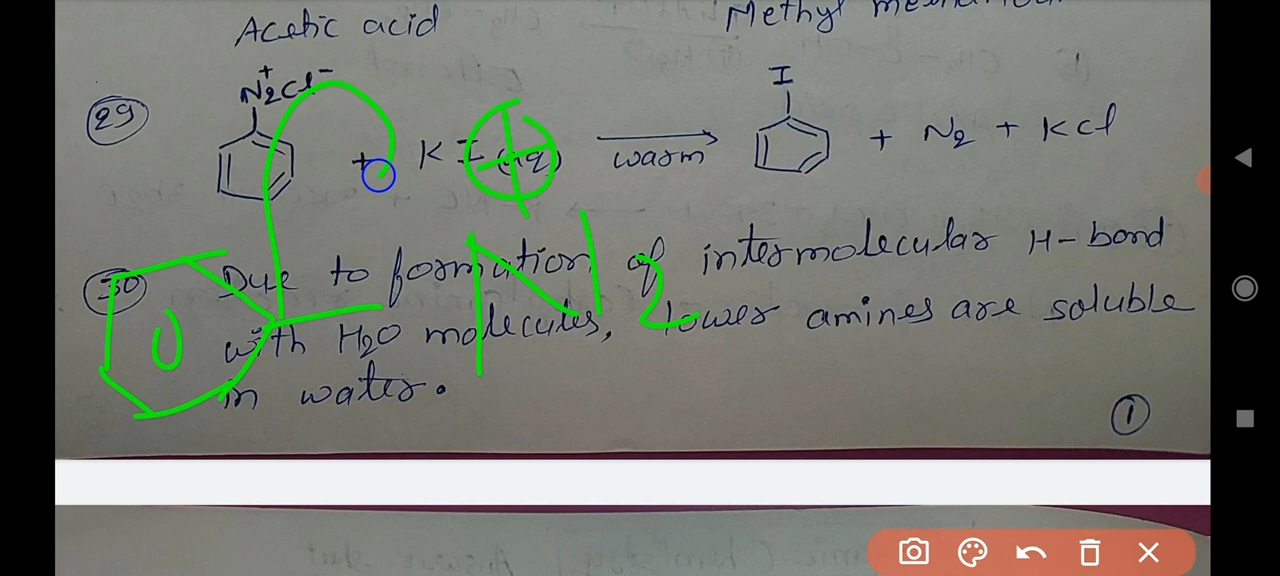 Acetic acid
Methyl
29
N2+Cl- + KI (aq) warm I + N2 + KCl
30 Due to formation of intermolecular H-bond
with H2O molecules, lower amines are soluble
in water.
1
N2